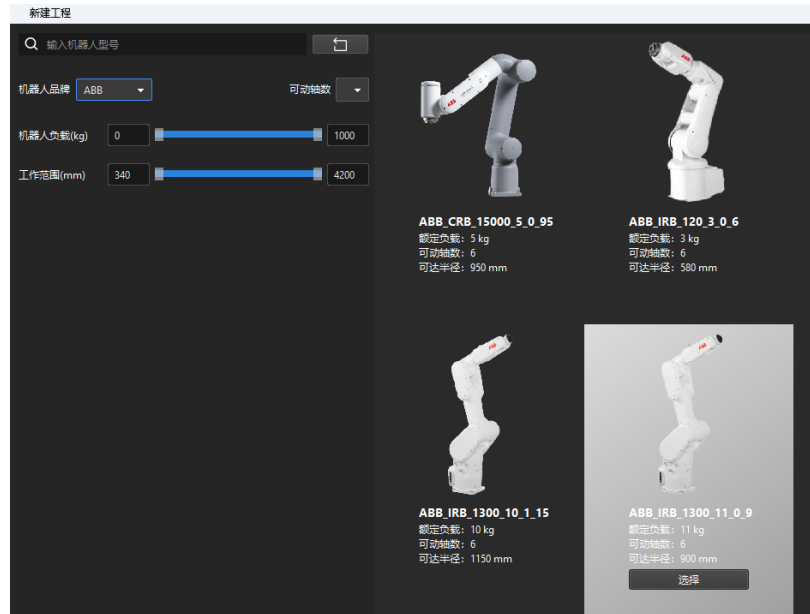 新建工程
输入机器人型号
机器人品牌 ABB 可动轴数
机器人负载(kg) 0 1000
工作范围(mm) 340 4200
ABB_CRB_15000_5_0_95
额定负载：5 kg
可动轴数：6
可达半径：950 mm
ABB_IRB_120_3_0_6
额定负载：3 kg
可动轴数：6
可达半径：580 mm
ABB_IRB_1300_10_1_15
额定负载：10 kg
可动轴数：6
可达半径：1150 mm
ABB_IRB_1300_11_0_9
额定负载：11 kg
可动轴数：6
可达半径：900 mm
选择